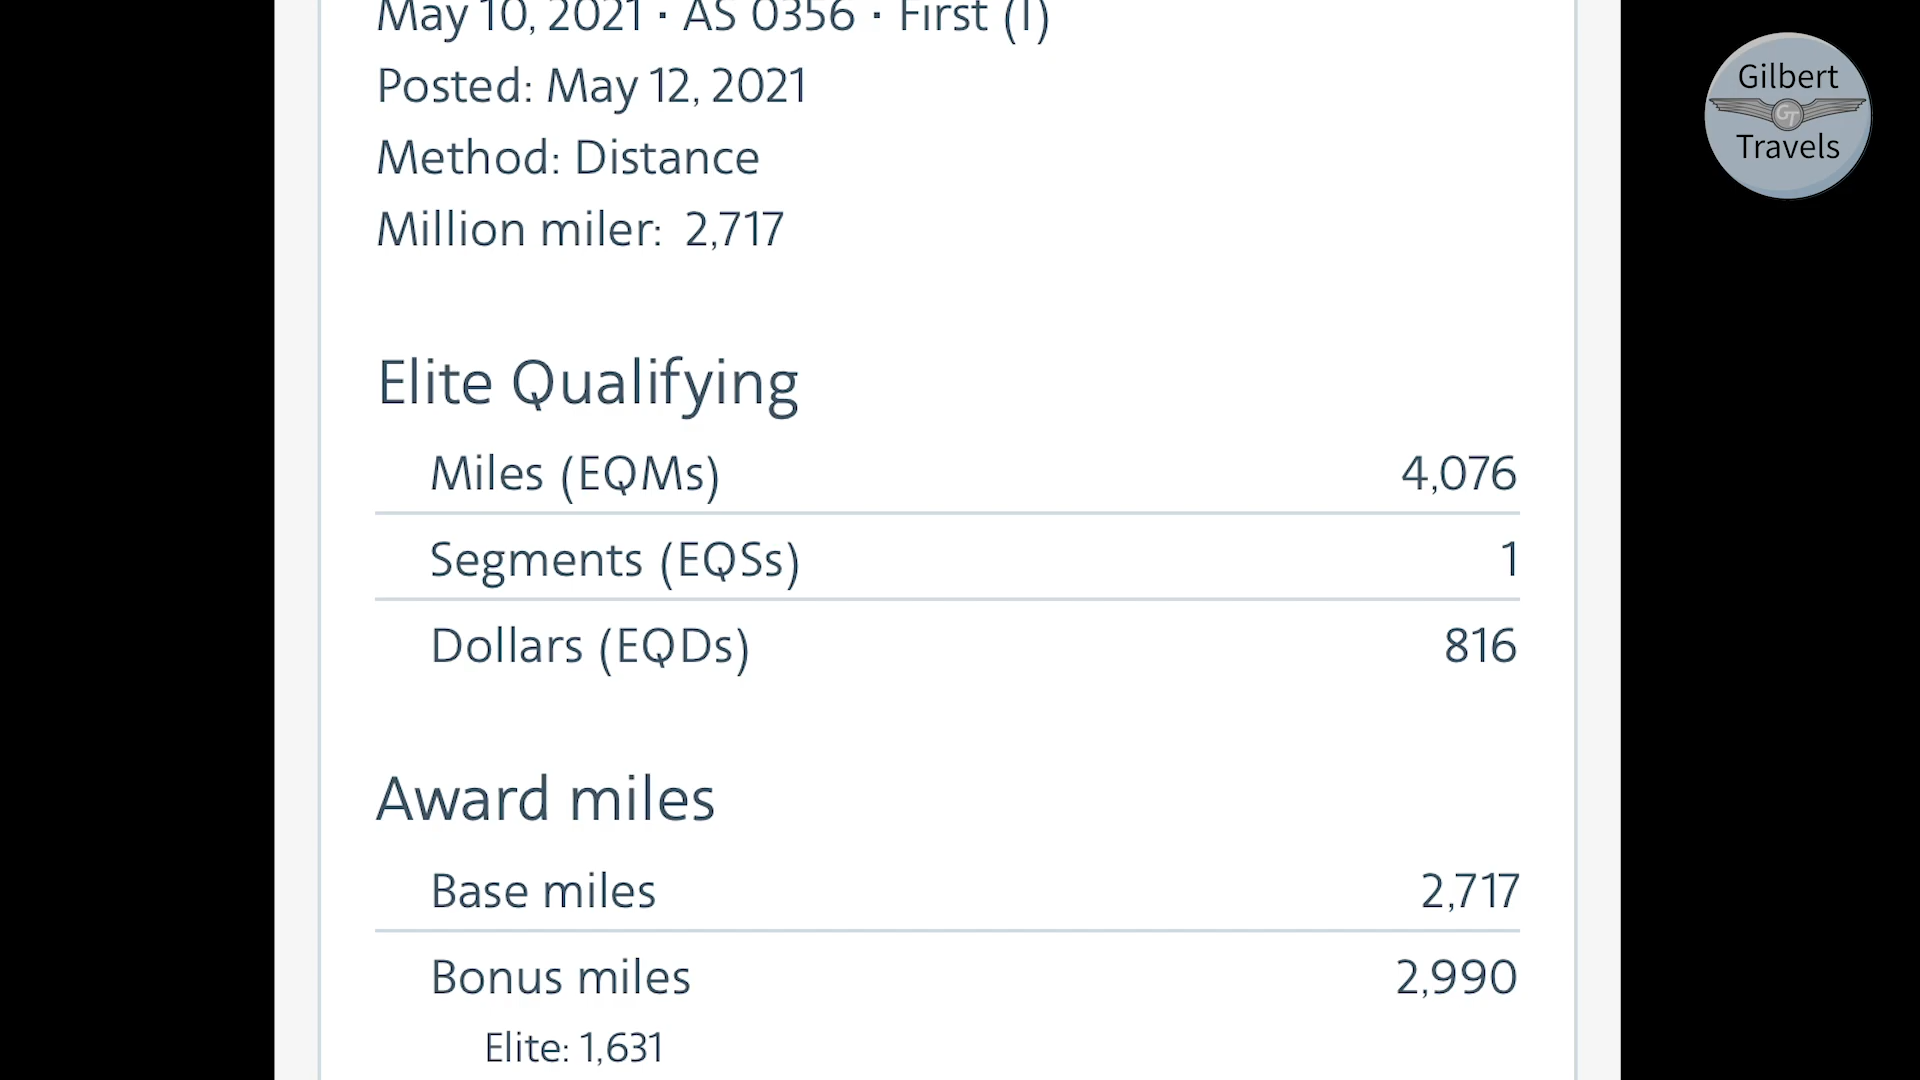 May 10, 2021 · AS 0356 · First (I)
Posted: May 12, 2021
Method: Distance
Million miler: 2,717
Elite Qualifying
Miles (EQMs) 4,076
Segments (EQSs) 1
Dollars (EQDs) 816
Award miles
Base miles 2,717
Bonus miles 2,990
Elite: 1,631
Gilbert
GT
Travels